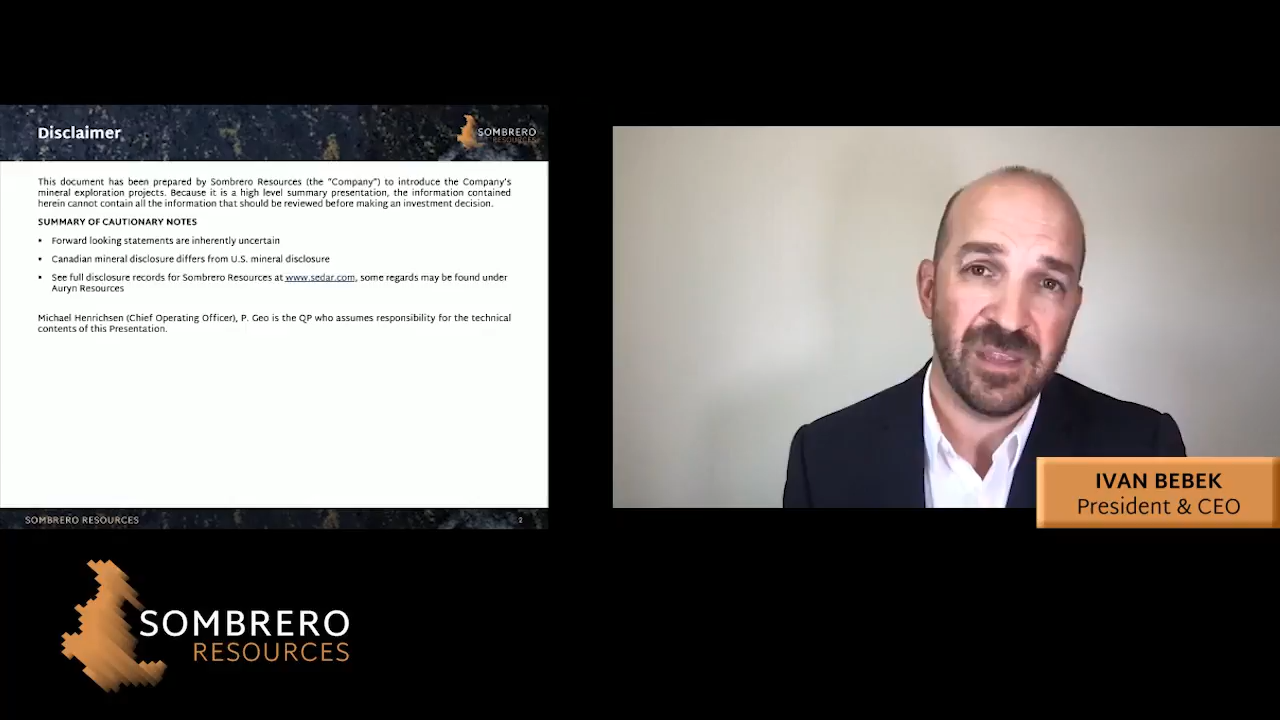 Disclaimer
SOMBRERO
RESOURCES
This document has been prepared by Sombrero Resources (the “Company”) to introduce the Company’s
mineral exploration projects. Because it is a high level summary presentation, the information contained
herein cannot contain all the information that should be reviewed before making an investment decision.
SUMMARY OF CAUTIONARY NOTES
• Forward looking statements are inherently uncertain
• Canadian mineral disclosure differs from U.S. mineral disclosure
• See full disclosure records for Sombrero Resources at www.sedar.com, some regards may be found under
Auryn Resources
Michael Henrichsen (Chief Operating Officer), P. Geo is the QP who assumes responsibility for the technical
contents of this Presentation.
SOMBRERO RESOURCES
2
IVAN BEBEK
President & CEO
SOMBRERO
RESOURCES